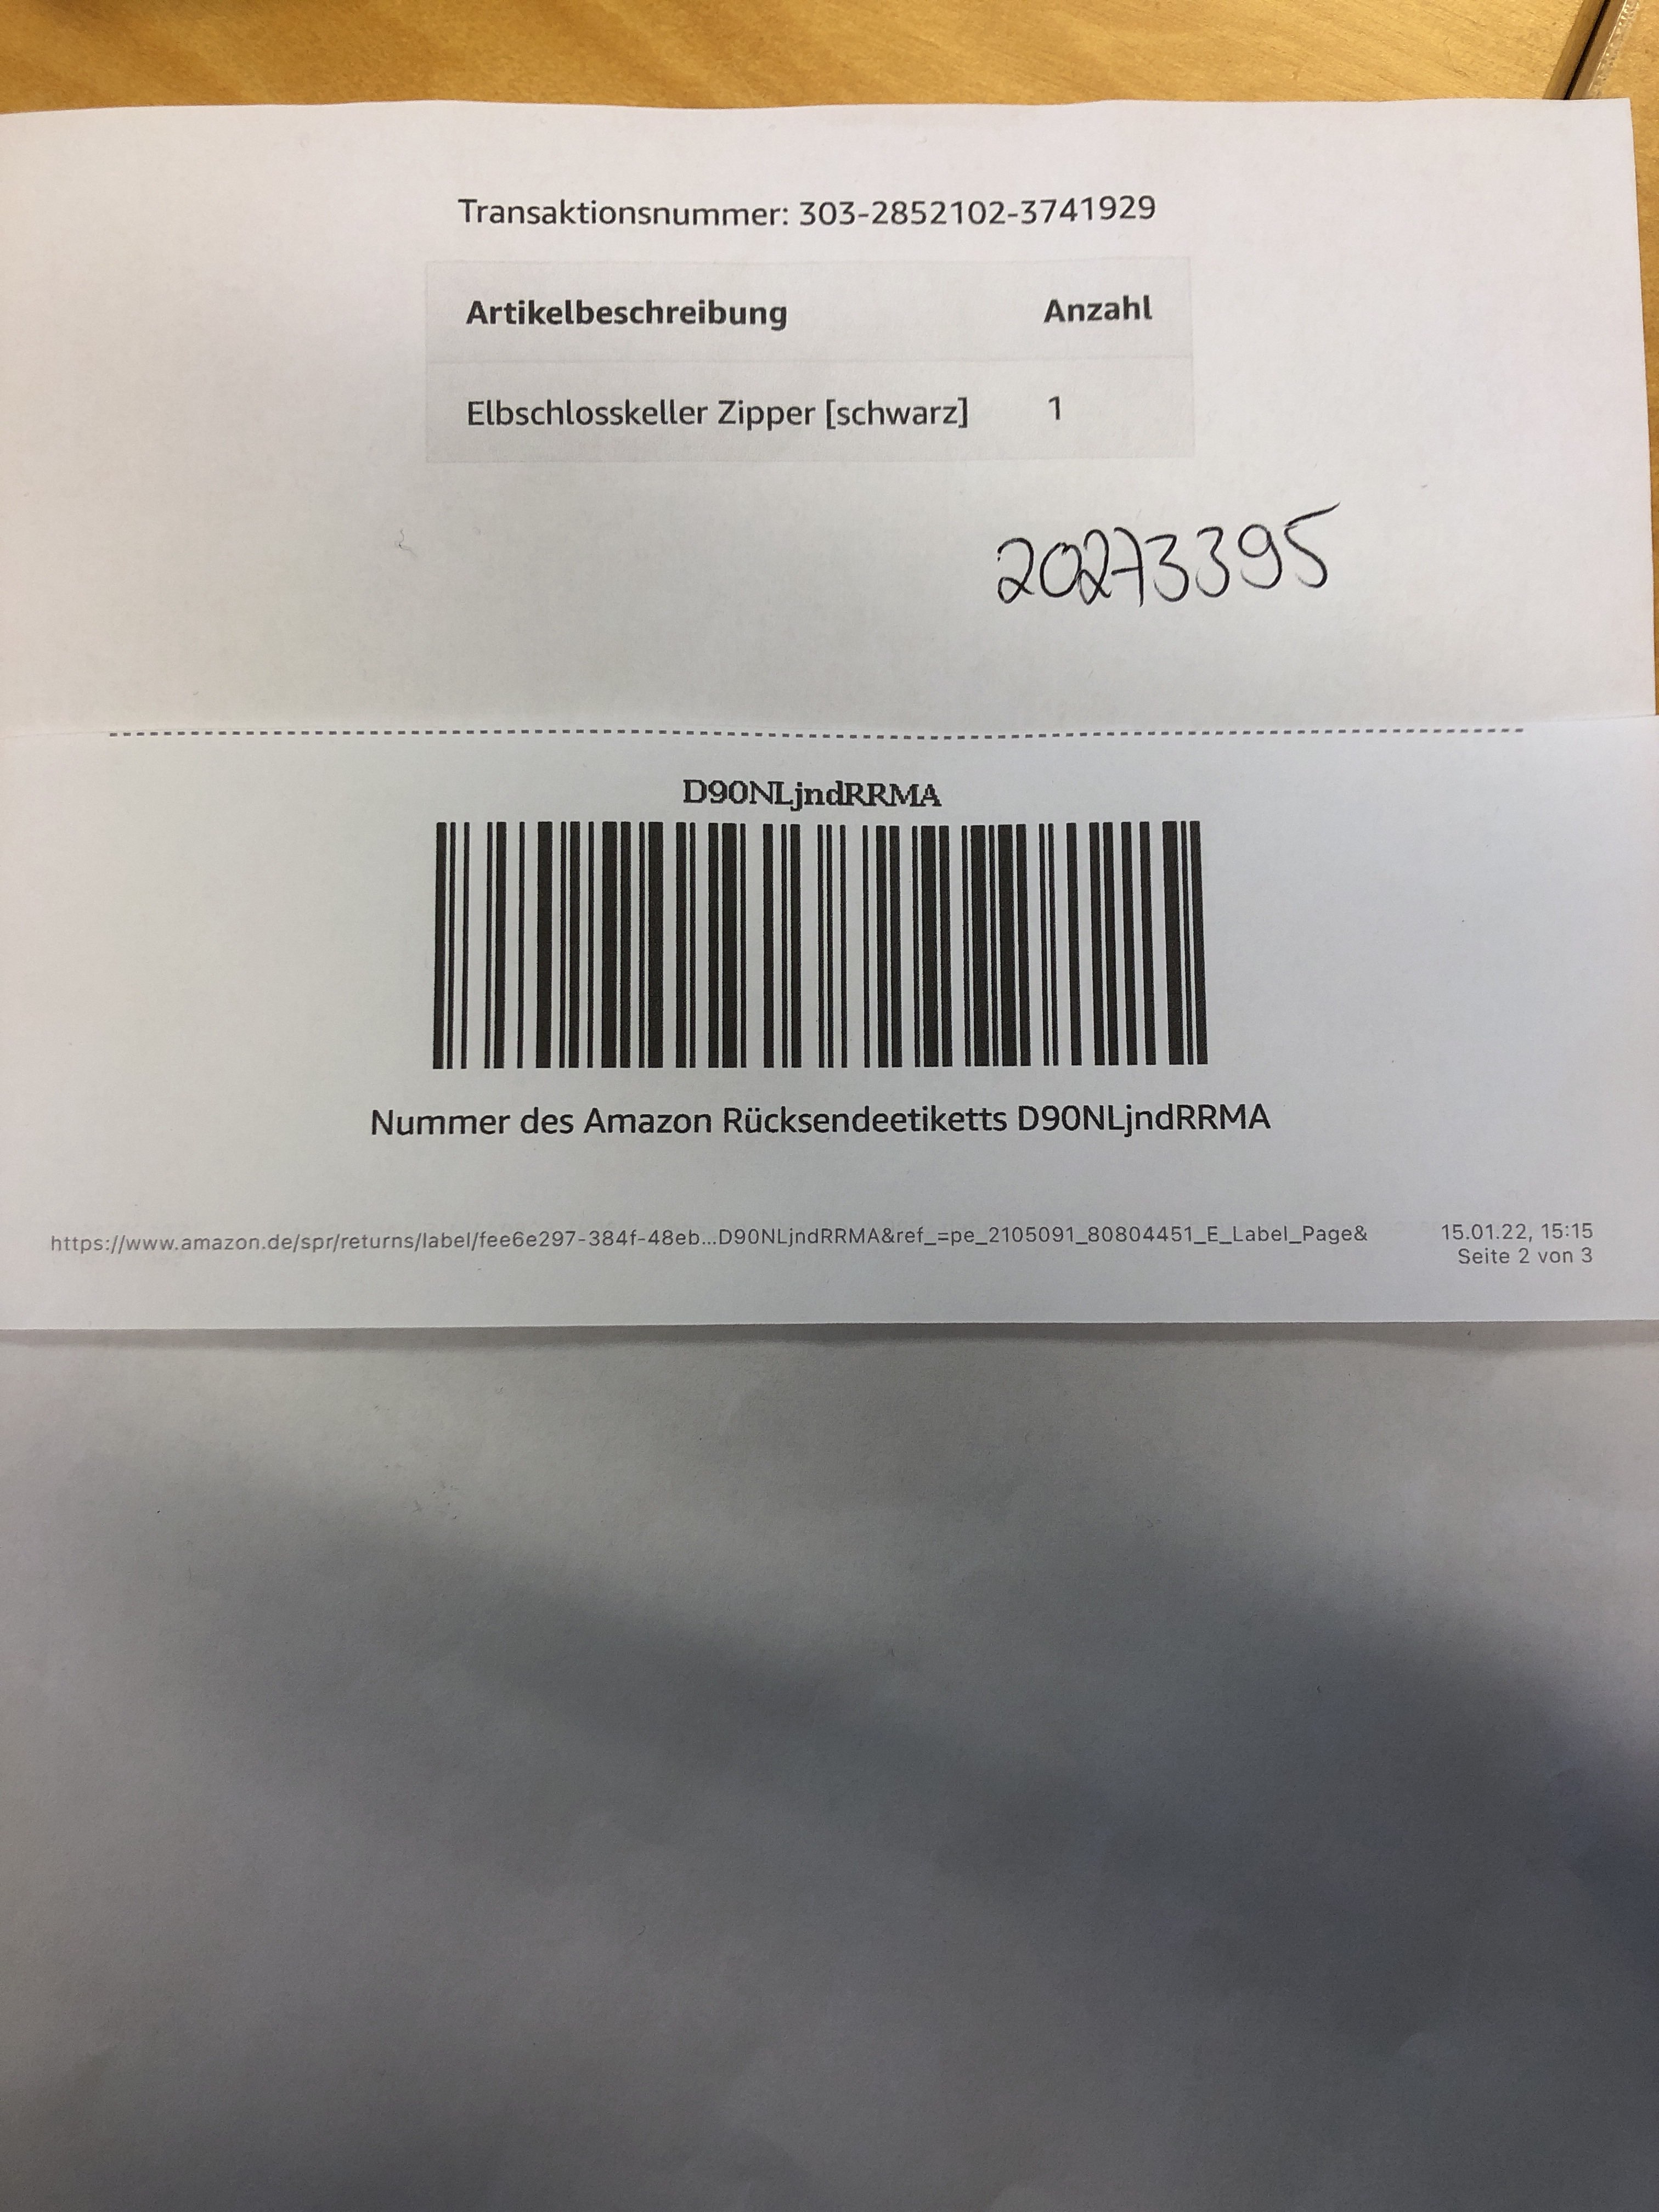 Transaktionsnummer: 303-2852102-3741929
Artikelbeschreibung Anzahl
Elbschlosskeller Zipper [schwarz] 1
20273395
D90NLjndRRMA
Nummer des Amazon Rücksendeetiketts D90NLjndRRMA
https://www.amazon.de/spr/returns/label/fee6e297-384f-48eb...D90NLjndRRMA&ref_=pe_2105091_80804451_E_Label_Page& 15.01.22, 15:15
Seite 2 von 3